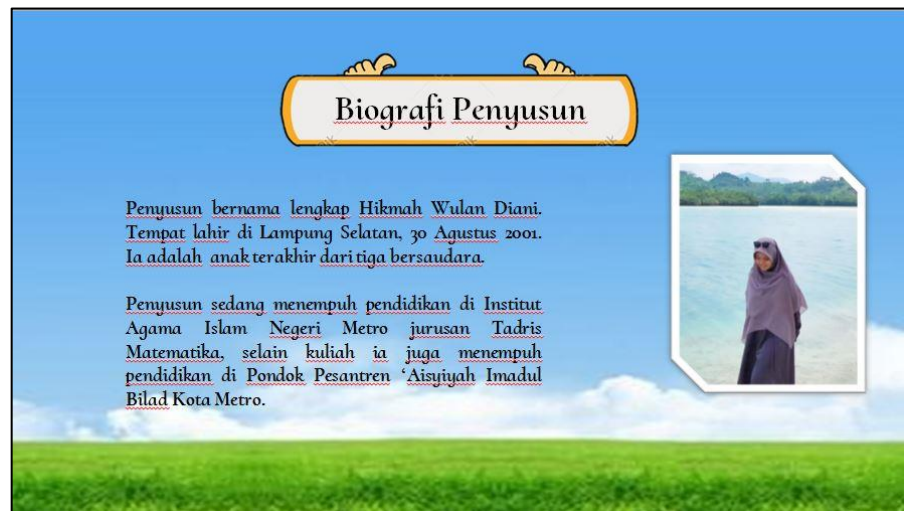 Biografi Penyusun
Penyusun bernama lengkap Hikmah Wulan Diani.
Tempat lahir di Lampung Selatan, 30 Agustus 2001.
Ia adalah anak terakhir dari tiga bersaudara.
Penyusun sedang menempuh pendidikan di Institut
Agama Islam Negeri Metro jurusan Tadris
Matematika, selain kuliah ia juga menempuh
pendidikan di Pondok Pesantren ‘Aisyiyah Imadul
Bilad Kota Metro.